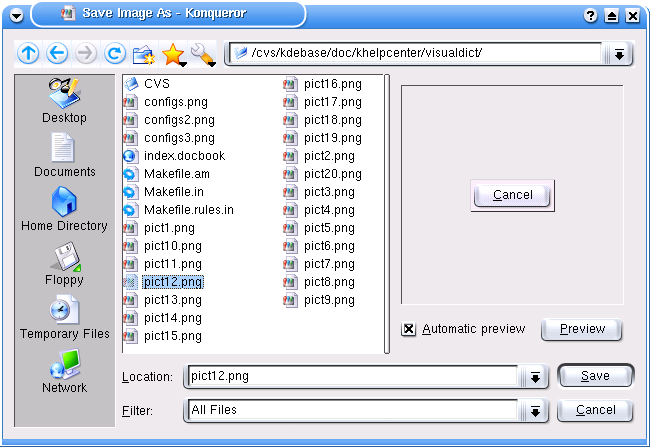 Save Image As - Konqueror
/cvs/kdebase/doc/khelpcenter/visualdict/
Desktop
Documents
Home Directory
Floppy
Temporary Files
Network
CVS
configs.png
configs2.png
configs3.png
index.docbook
Makefile.am
Makefile.in
Makefile.rules.in
pict1.png
pict10.png
pict11.png
pict12.png
pict13.png
pict14.png
pict15.png
pict16.png
pict17.png
pict18.png
pict19.png
pict2.png
pict20.png
pict3.png
pict4.png
pict5.png
pict6.png
pict7.png
pict8.png
pict9.png
Cancel
Automatic preview
Preview
Location: pict12.png
Save
Filter: All Files
Cancel